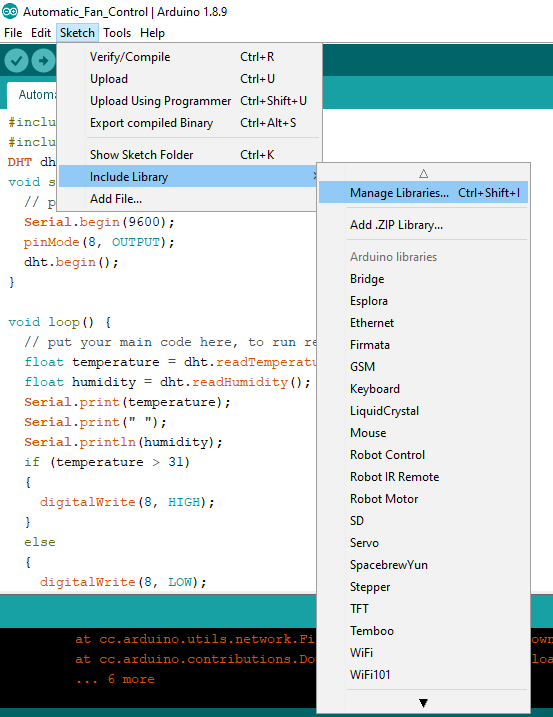 Automatic_Fan_Control | Arduino 1.8.9
File Edit Sketch Tools Help
Verify/Compile Ctrl+R
Upload Ctrl+U
Upload Using Programmer Ctrl+Shift+U
Export compiled Binary Ctrl+Alt+S
Show Sketch Folder Ctrl+K
Include Library
Add File...
Manage Libraries... Ctrl+Shift+I
Add .ZIP Library...
Arduino libraries
Bridge
Esplora
Ethernet
Firmata
GSM
Keyboard
LiquidCrystal
Mouse
Robot Control
Robot IR Remote
Robot Motor
SD
Servo
SpacebrewYun
Stepper
TFT
Temboo
WiFi
WiFi101
Automa
#inclu
#inclu
DHT dh
void s
// p
Serial.begin(9600);
pinMode(8, OUTPUT);
dht.begin();
}
void loop() {
// put your main code here, to run re
float temperature = dht.readTemperatu
float humidity = dht.readHumidity();
Serial.print(temperature);
Serial.print(" ");
Serial.println(humidity);
if (temperature > 31)
{
digitalWrite(8, HIGH);
}
else
{
digitalWrite(8, LOW);
at cc.arduino.utils.network.Fi own
at cc.arduino.contributions.Do loa
... 6 more